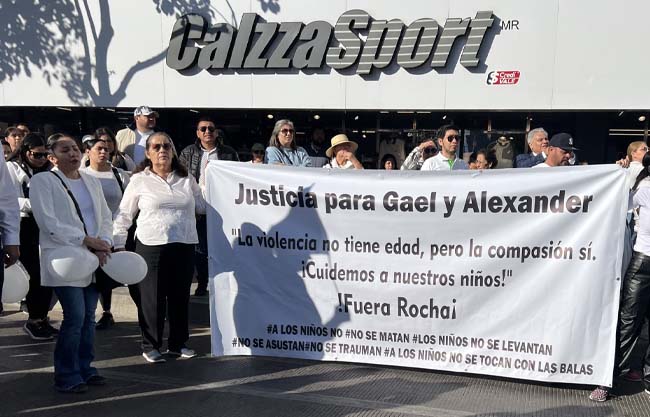 CalzzaSport
MR
Credi
VALE
Justicia para Gael y Alexander
"La violencia no tiene edad, pero la compasión sí.
¡Cuidemos a nuestros niños!"
!Fuera Rocha¡
#A LOS NIÑOS NO #NO SE MATAN #LOS NIÑOS NO SE LEVANTAN
#NO SE ASUSTAN#NO SE TRAUMAN #A LOS NIÑOS NO SE TOCAN CON LAS BALAS